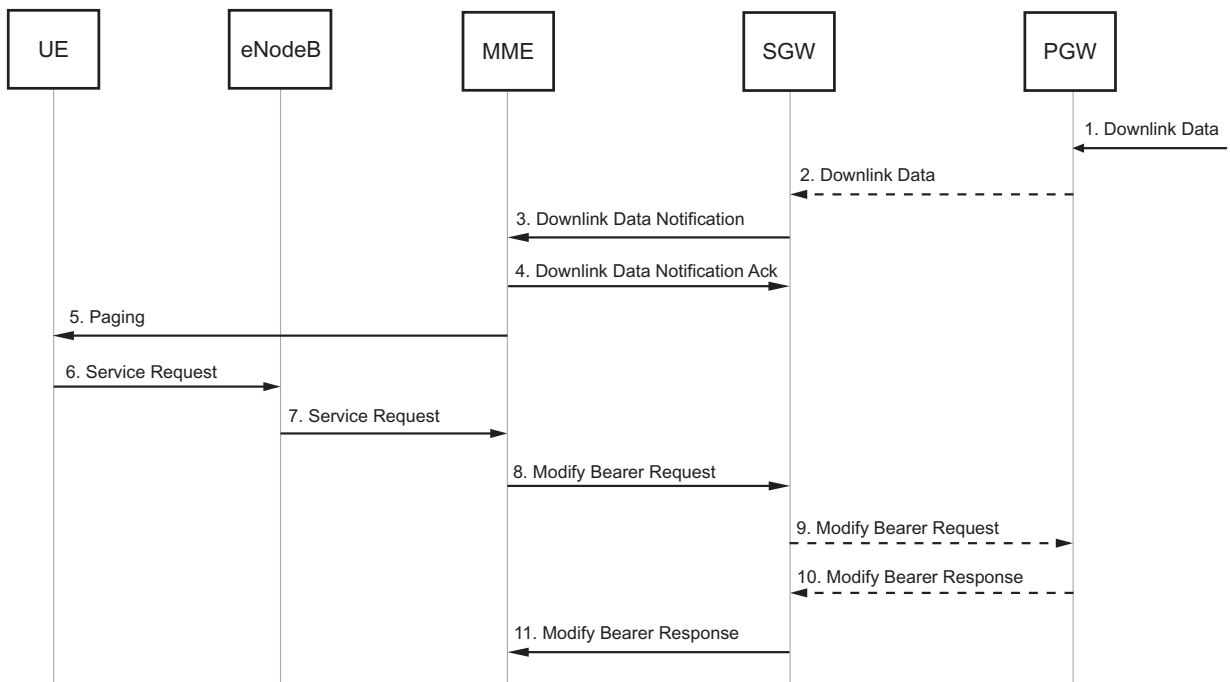 UE
eNodeB
MME
SGW
PGW
1. Downlink Data
2. Downlink Data
3. Downlink Data Notification
4. Downlink Data Notification Ack
5. Paging
6. Service Request
7. Service Request
8. Modify Bearer Request
9. Modify Bearer Request
10. Modify Bearer Response
11. Modify Bearer Response